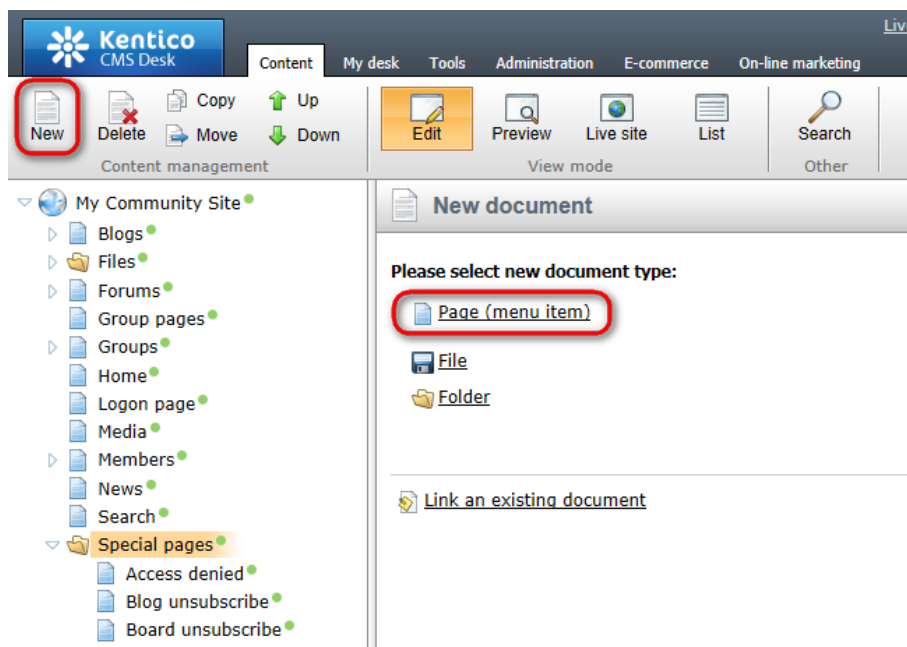 Kentico
CMS Desk
Content My desk Tools Administration E-commerce On-line marketing
New Delete Copy Move Up Down
Content management
Edit Preview Live site List
View mode
Search
Other
My Community Site
Blogs
Files
Forums
Group pages
Groups
Home
Logon page
Media
Members
News
Search
Special pages
Access denied
Blog unsubscribe
Board unsubscribe
New document
Please select new document type:
Page (menu item)
File
Folder
Link an existing document